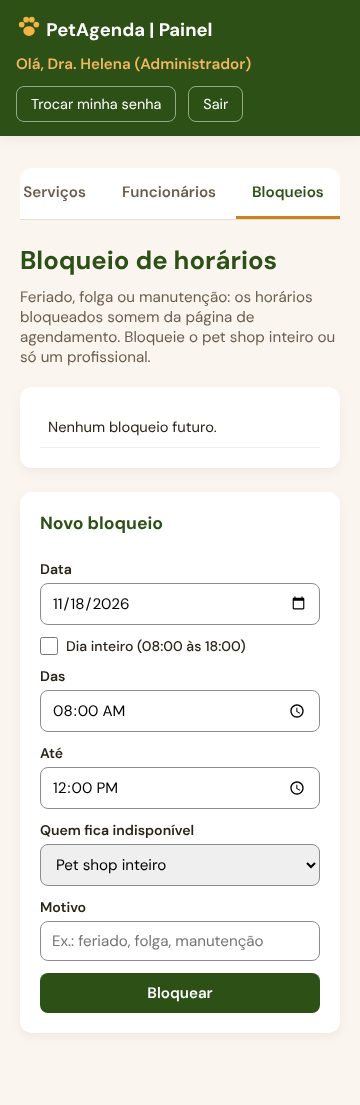 PetAgenda | Painel
Olá, Dra. Helena (Administrador)
Trocar minha senha
Sair
Serviços
Funcionários
Bloqueios
Bloqueio de horários
Feriado, folga ou manutenção: os horários
bloqueados somem da página de
agendamento. Bloqueie o pet shop inteiro ou
só um profissional.
Nenhum bloqueio futuro.
Novo bloqueio
Data
11/18/2026
Dia inteiro (08:00 às 18:00)
Das
08:00 AM
Até
12:00 PM
Quem fica indisponível
Pet shop inteiro
Motivo
Ex.: feriado, folga, manutenção
Bloquear